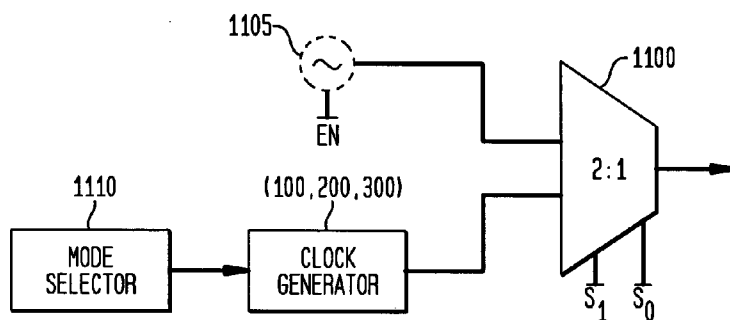 1105
1100
EN
2:1
1110
(100,200,300)
MODE
SELECTOR
CLOCK
GENERATOR
S1
S0